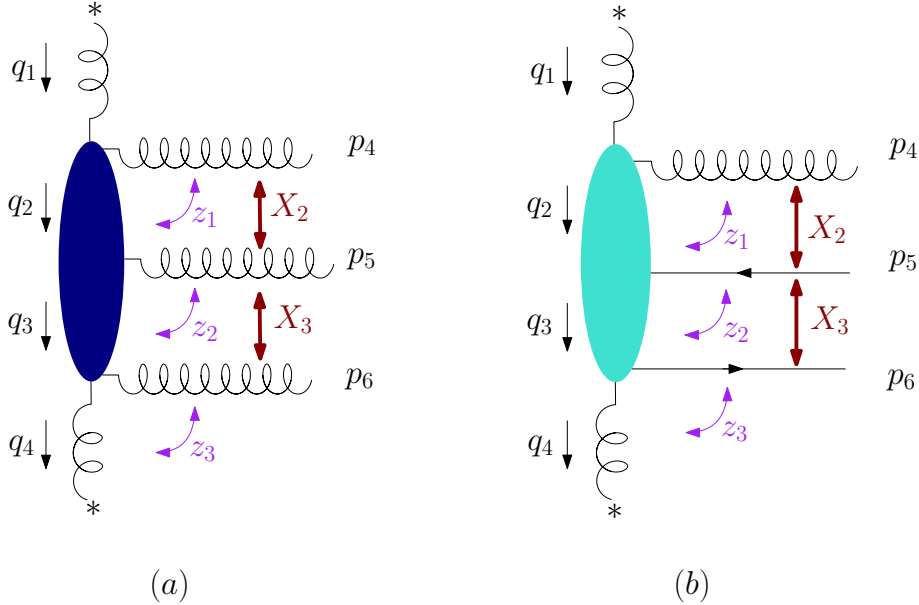 *
q₁
p₄
q₂
X₂
z₁
p₅
q₃
X₃
z₂
p₆
q₄
z₃
*
(a)
*
q₁
p₄
q₂
X₂
z₁
p₅
q₃
X₃
z₂
p₆
q₄
z₃
*
(b)